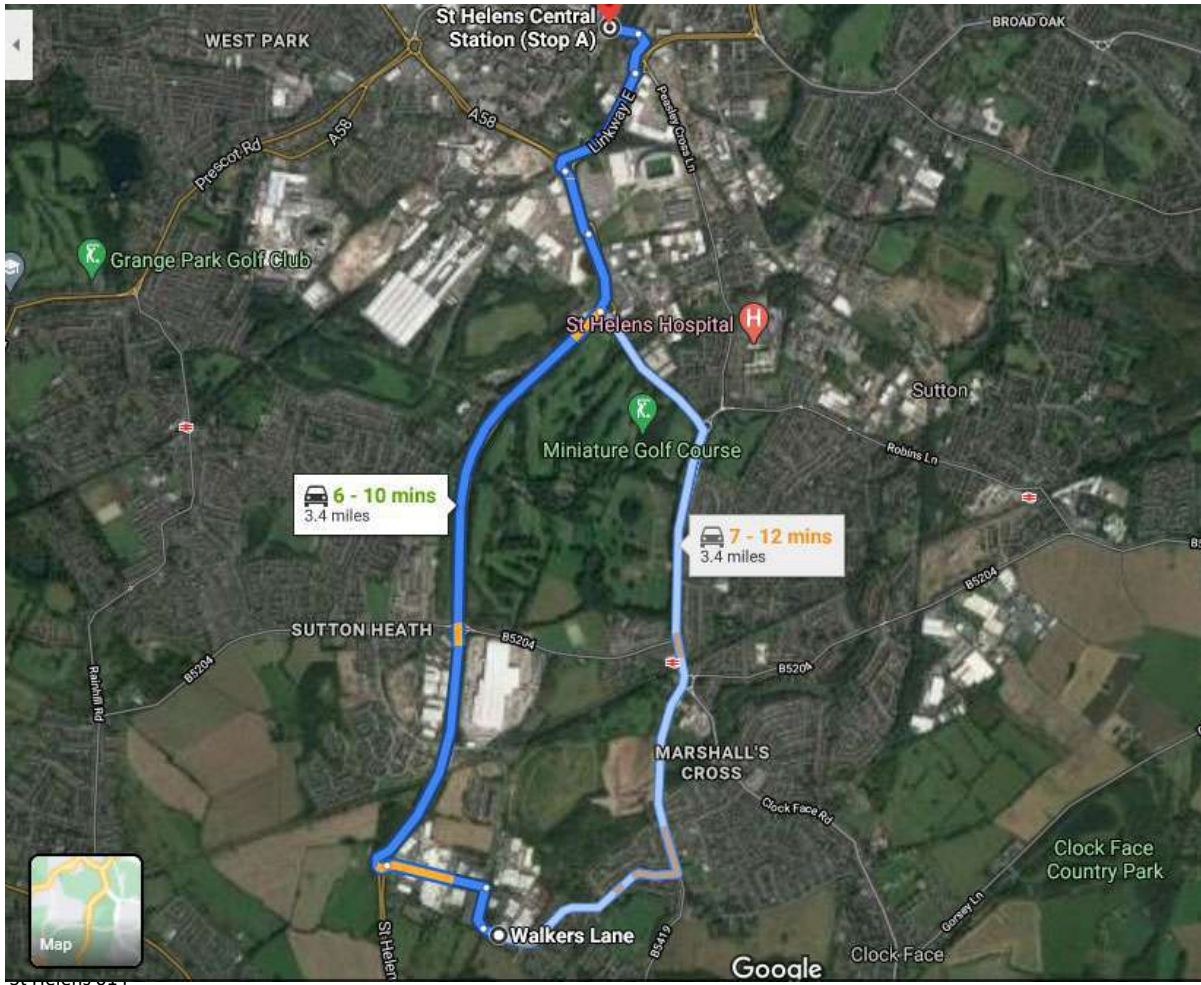 St Helens Central
Station (Stop A)
BROAD OAK
WEST PARK
A58
A58
Linkway E
Peasley Cross Ln
Prescot Rd
Grange Park Golf Club
St Helens Hospital
H
Sutton
Miniature Golf Course
Robins Ln
6 - 10 mins
3.4 miles
7 - 12 mins
3.4 miles
B5204
SUTTON HEATH
B5204
B5204
B5204
Rainhill Rd
MARSHALL'S
CROSS
Clock Face Rd
Clock Face
Country Park
Gorsey Ln
Map
St Helen
Walkers Lane
B5419
Clock Face
Google